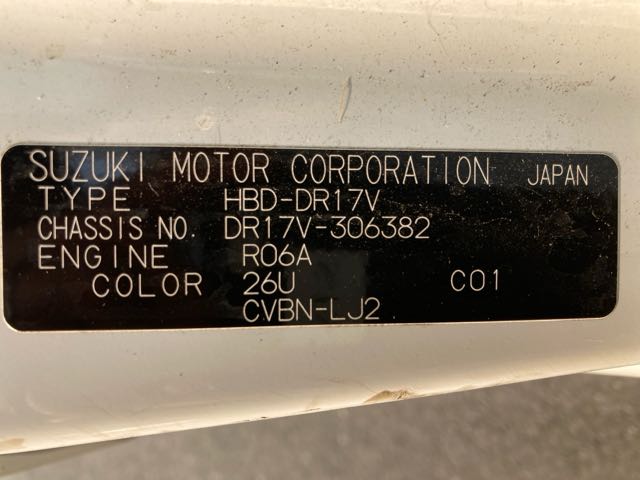 SUZUKI MOTOR CORPORATION JAPAN
TYPE HBD-DR17V
CHASSIS NO. DR17V-306382
ENGINE R06A
COLOR 26U C01
CVBN-LJ2